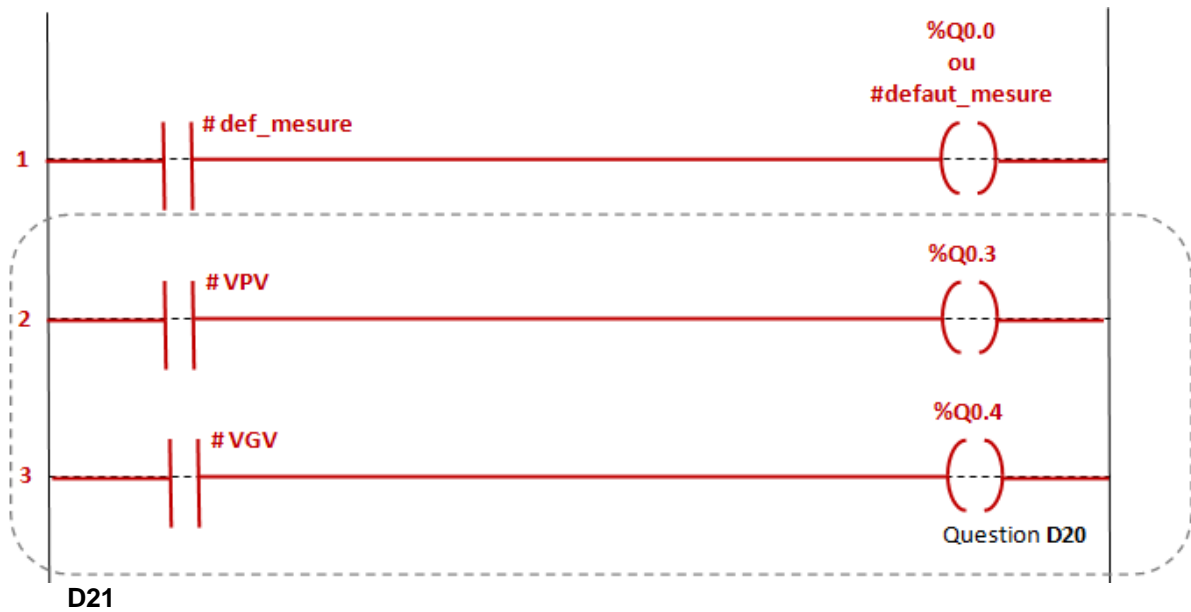 %Q0.0
ou
#defaut_mesure
# def_mesure
1
%Q0.3
# VPV
2
%Q0.4
# VGV
3
Question D20
D21